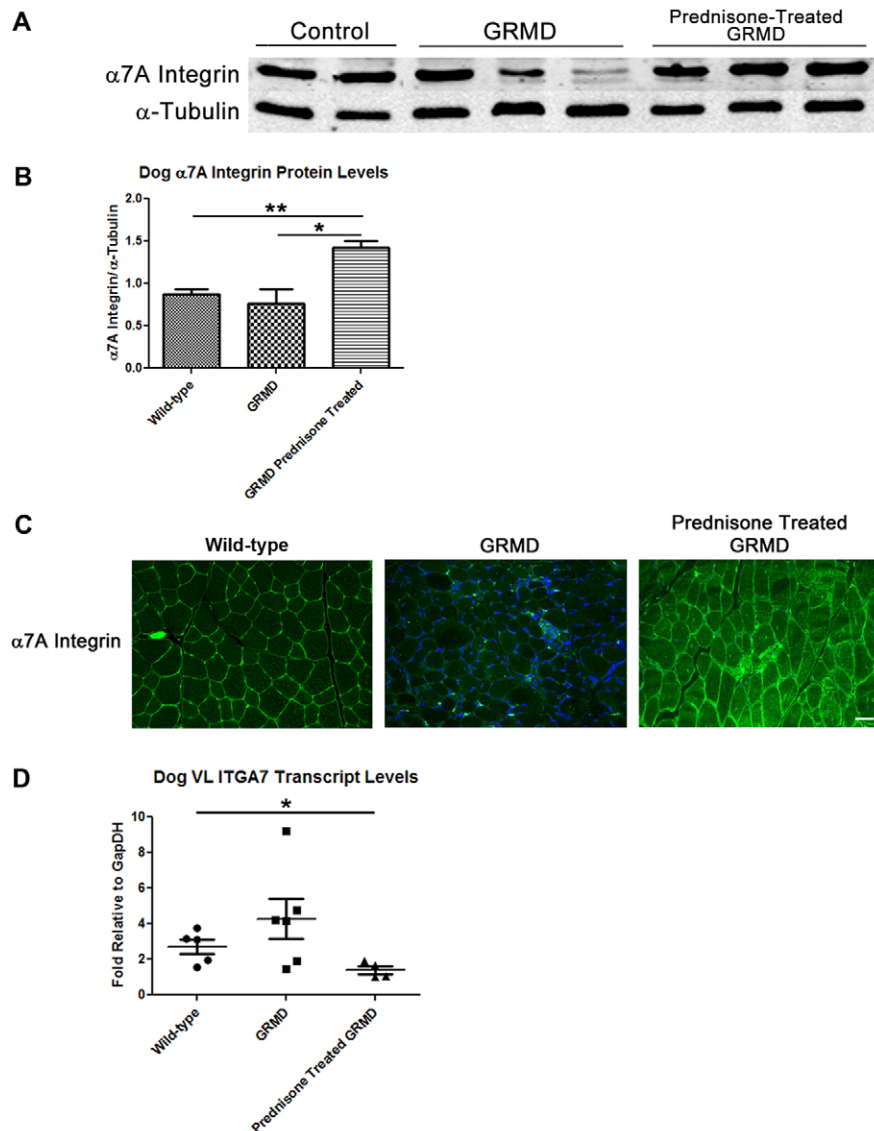 A
Control
GRMD
Prednisone-Treated
GRMD
α7A Integrin
α-Tubulin
B
Dog α7A Integrin Protein Levels
α7A Integrin/ α-Tubulin
2.0
1.5
1.0
0.5
0.0
**
*
Wild-type
GRMD
GRMD Prednisone Treated
C
Wild-type
GRMD
Prednisone Treated
GRMD
α7A Integrin
D
Dog VL ITGA7 Transcript Levels
Fold Relative to GapDH
10
8
6
4
2
0
*
Wild-type
GRMD
Prednisone Treated GRMD